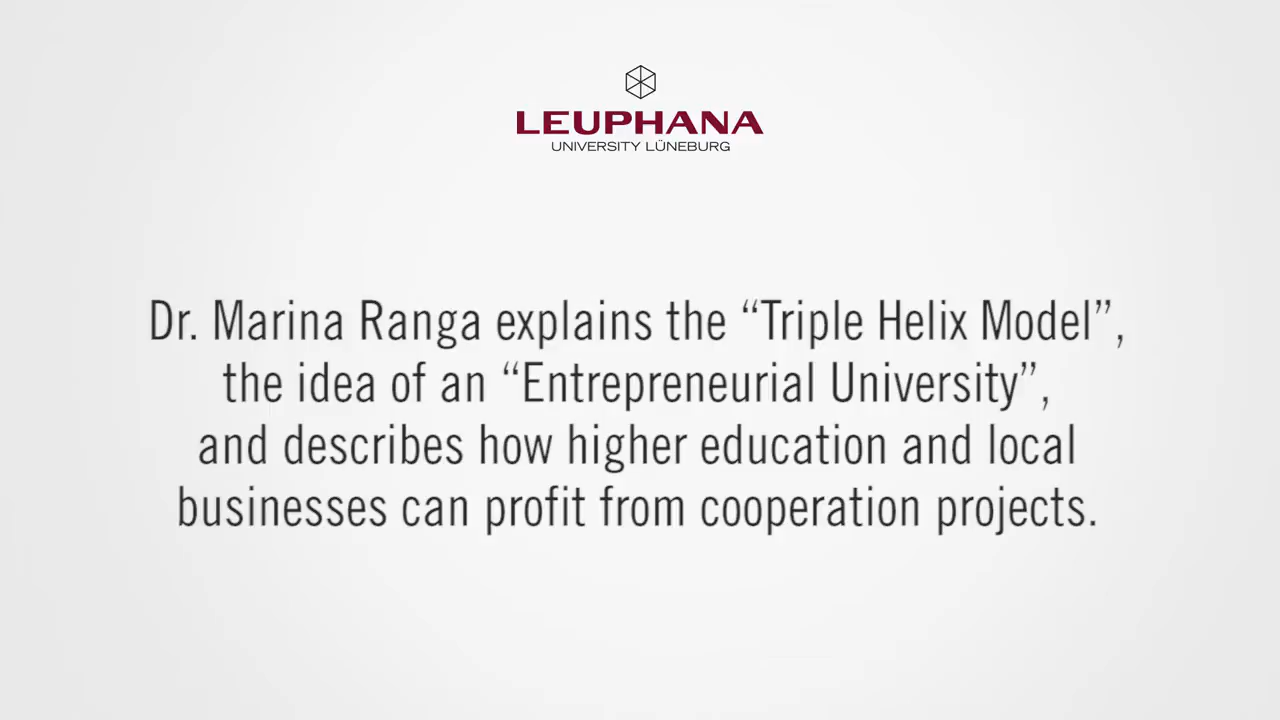 LEUPHANA
UNIVERSITY LÜNEBURG
Dr. Marina Ranga explains the “Triple Helix Model”,
the idea of an “Entrepreneurial University”,
and describes how higher education and local
businesses can profit from cooperation projects.